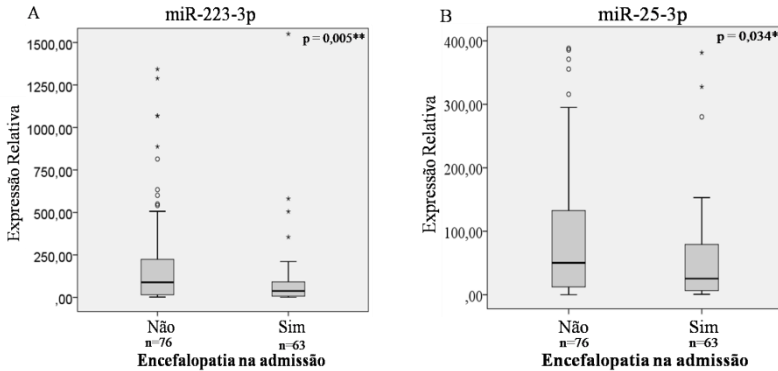 A
miR-223-3p
p = 0,005**
1500,00
1250,00
1000,00
750,00
500,00
250,00
,00
Expressão Relativa
Não
n=76
Sim
n=63
Encefalopatia na admissão
B
miR-25-3p
p = 0,034*
400,00
300,00
200,00
100,00
,00
Expressão Relativa
Não
n=76
Sim
n=63
Encefalopatia na admissão